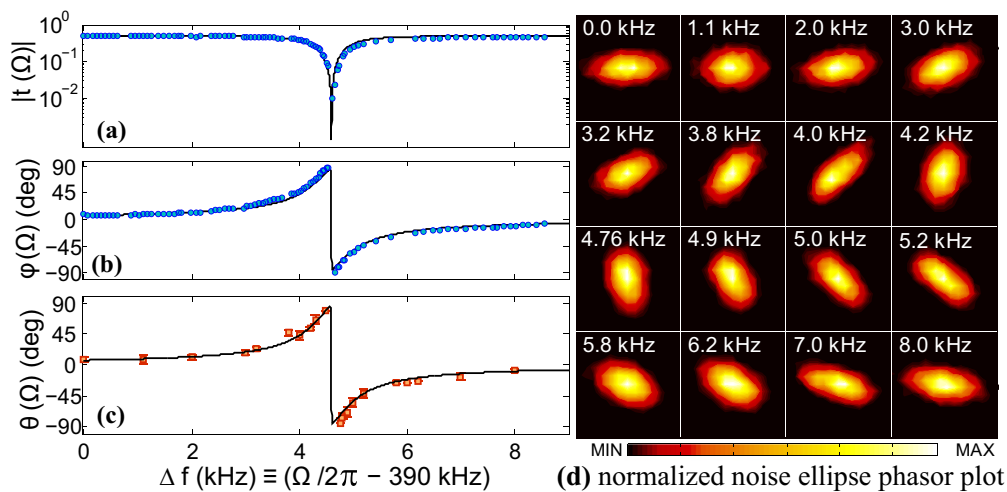 10⁰
10⁻¹
10⁻²
|t (Ω)|
(a)
90
45
0
−45
−90
φ(Ω) (deg)
(b)
90
45
0
−45
−90
θ (Ω) (deg)
(c)
0 2 4 6 8
Δ f (kHz) ≡ (Ω /2π − 390 kHz)
0.0 kHz 1.1 kHz 2.0 kHz 3.0 kHz
3.2 kHz 3.8 kHz 4.0 kHz 4.2 kHz
4.76 kHz 4.9 kHz 5.0 kHz 5.2 kHz
5.8 kHz 6.2 kHz 7.0 kHz 8.0 kHz
MIN MAX
(d) normalized noise ellipse phasor plot